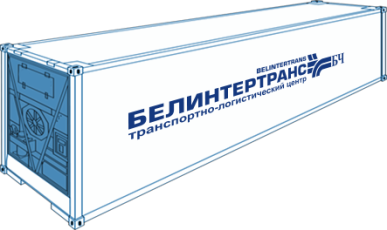 BELINTERTRANS
БЕЛИНТЕРТРАНС БЧ
транспортно-логистический центр